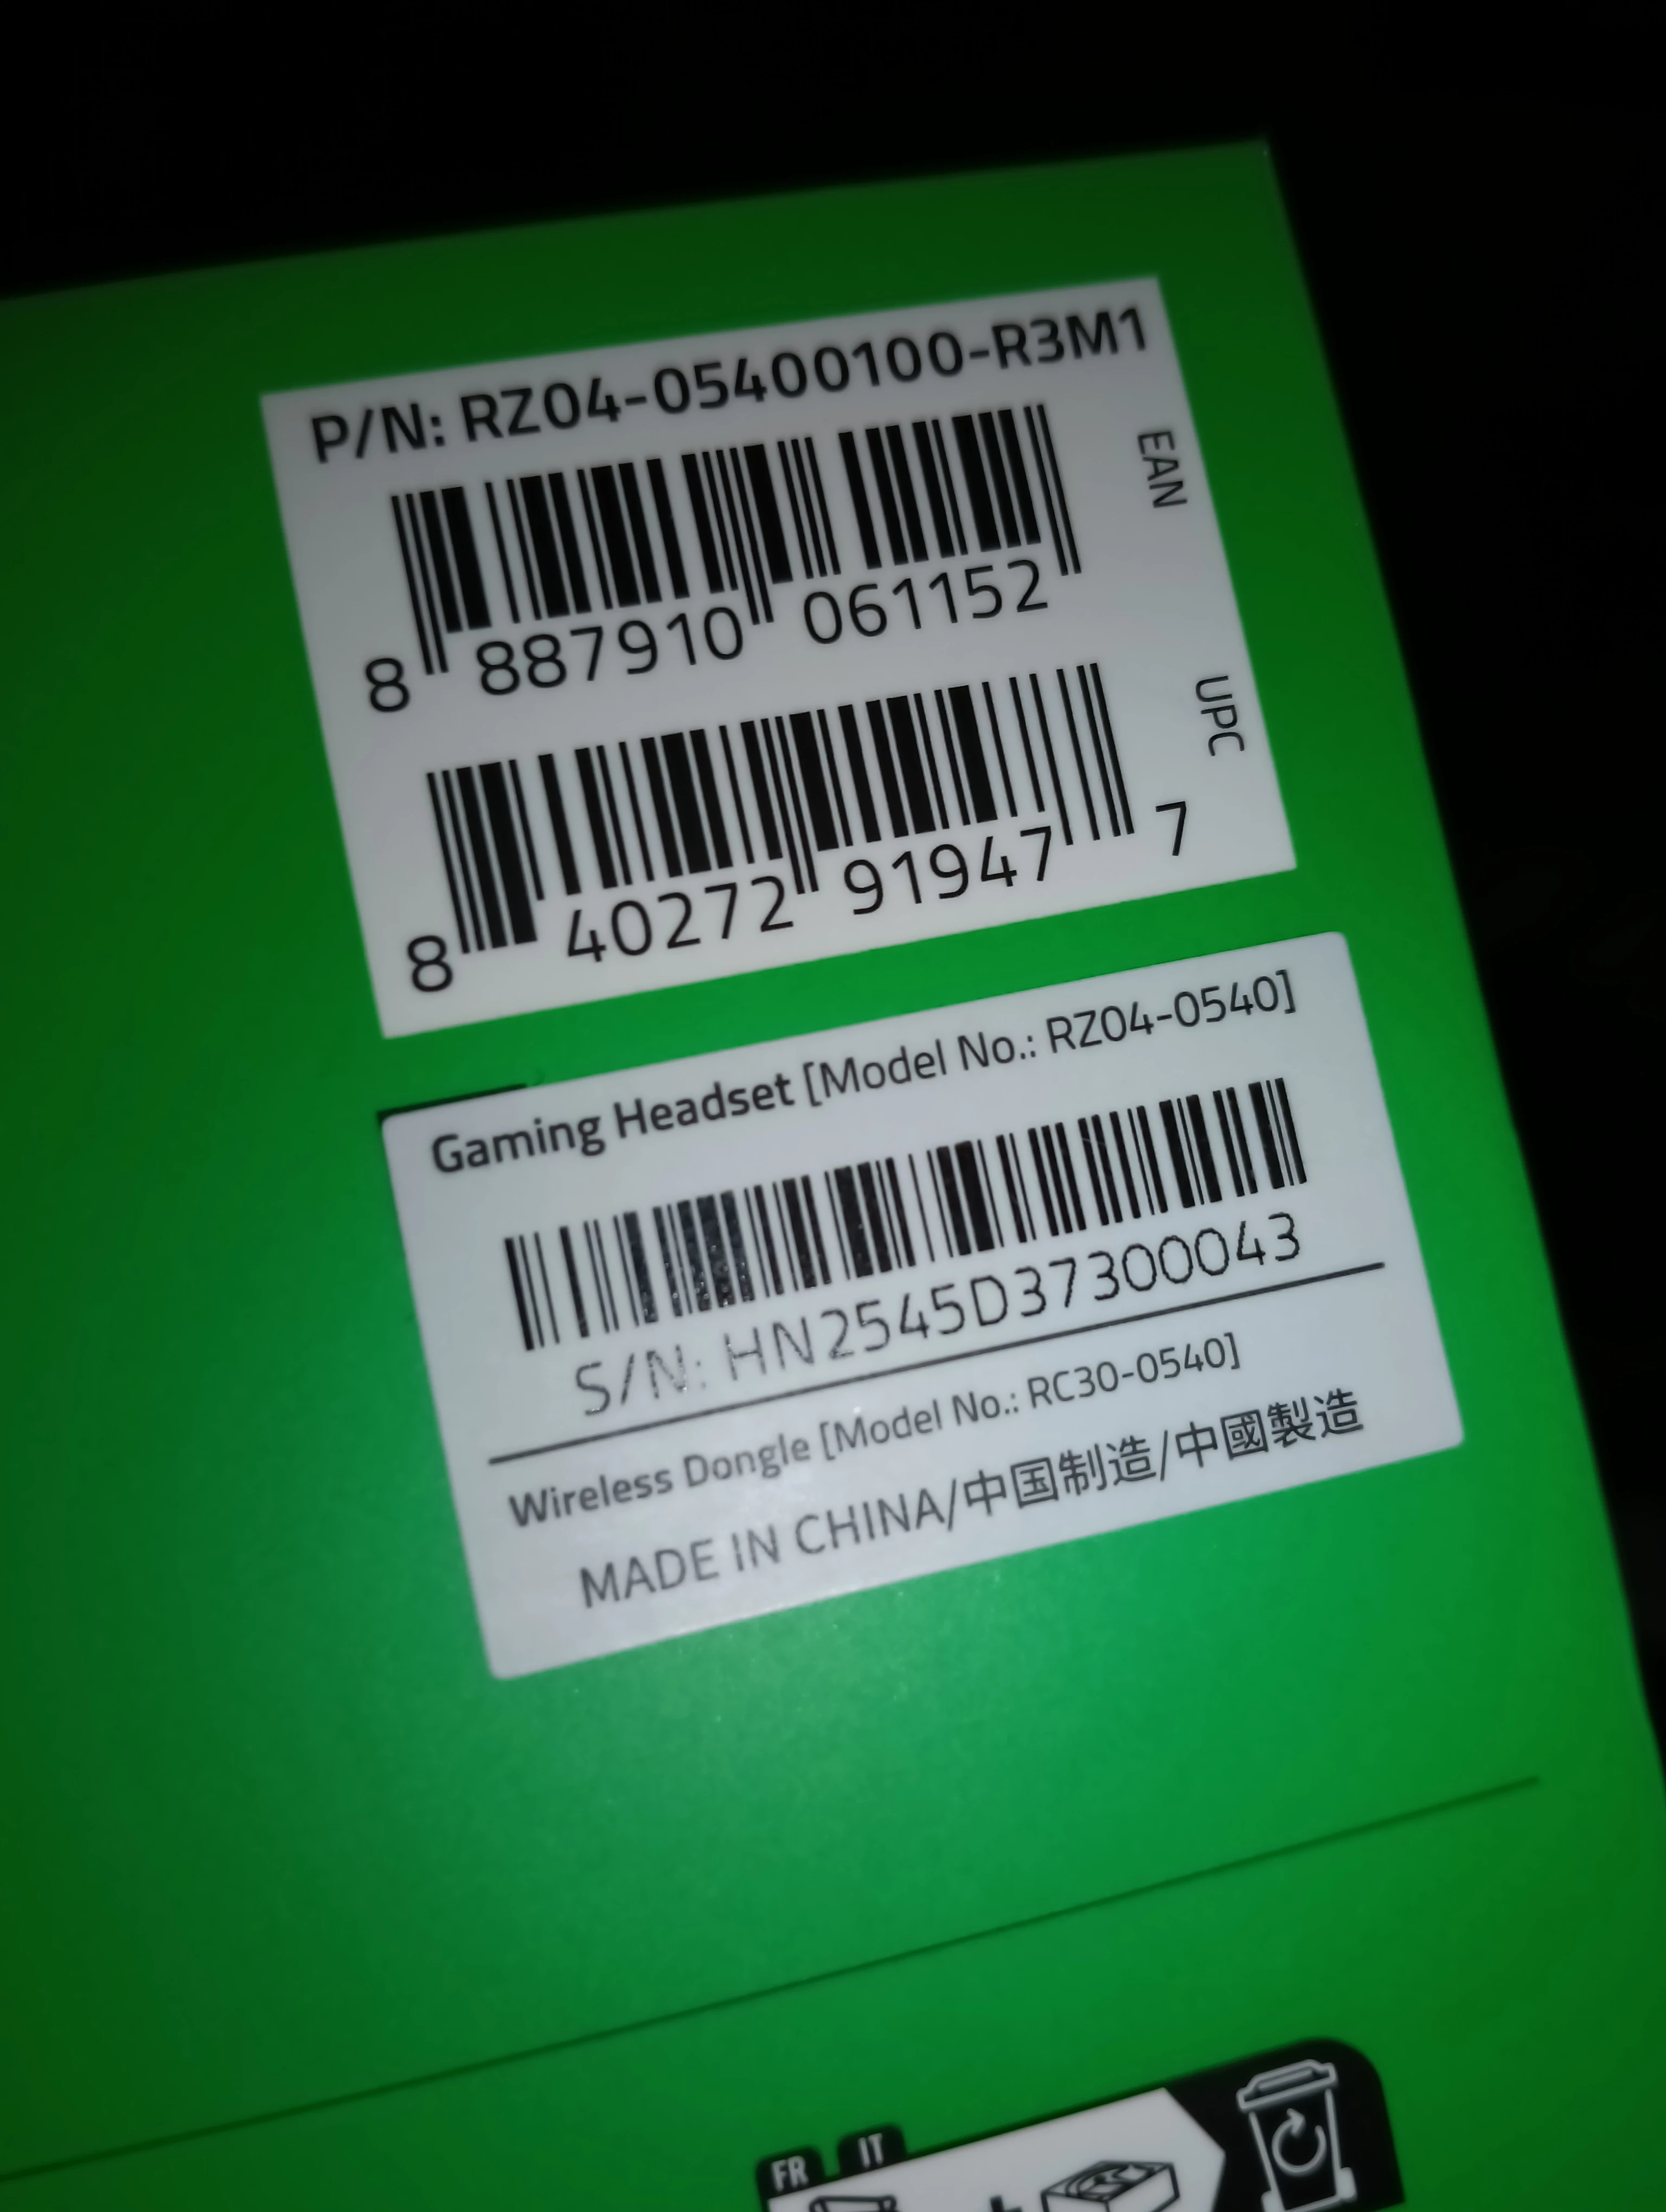 P/N: RZ04-05400100-R3M1
EAN
8 887910 061152
UPC
8 40272 91947 7
Gaming Headset [Model No.: RZ04-0540]
S/N: HN2545D37300043
Wireless Dongle [Model No.: RC30-0540]
MADE IN CHINA/中国制造/中國製造
FR IT